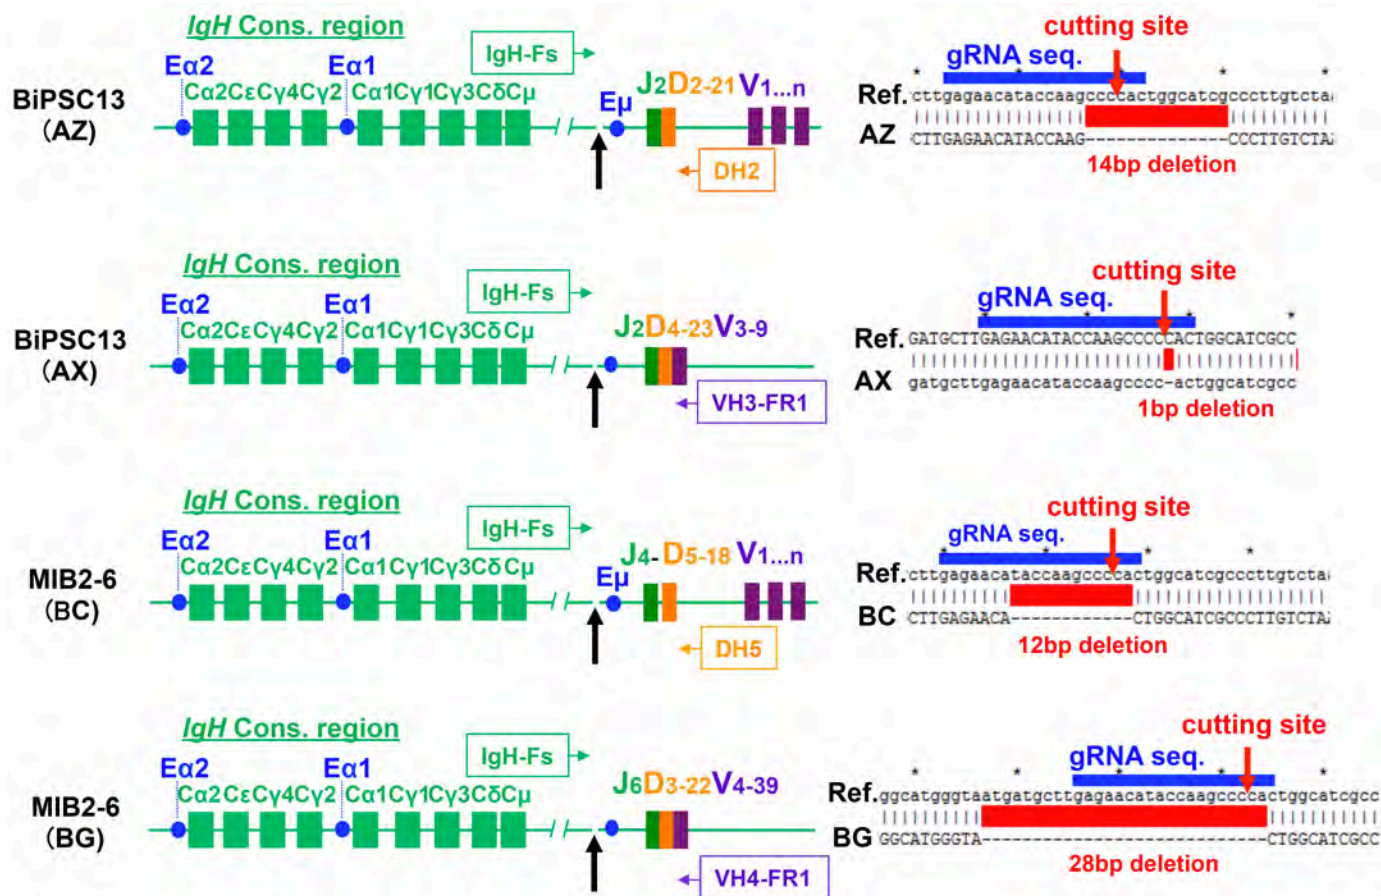 IgH Cons. region
IgH-Fs
Eα2
Eα1
Cα2CεCγ4Cγ2
Cα1Cγ1Cγ3CδCμ
Eμ
J2D2-21V1...n
BiPSC13
(AZ)
DH2
cutting site
gRNA seq.
* * * * *
Ref. cttgagaacataccaagccccactggcatcgcccttgtcta
AZ CTTGAGAACATACCAAG--------------CCCTTGTCTA
14bp deletion
IgH Cons. region
IgH-Fs
Eα2
Eα1
Cα2CεCγ4Cγ2
Cα1Cγ1Cγ3CδCμ
J2D4-23V3-9
BiPSC13
(AX)
VH3-FR1
cutting site
gRNA seq.
* * * *
Ref. GATGCTTGAGAACATACCAAGCCCCCACTGGCATCGCC
AX gatgcttgagaacataccaagcccc-actggcatcgcc
1bp deletion
IgH Cons. region
IgH-Fs
Eα2
Eα1
Cα2CεCγ4Cγ2
Cα1Cγ1Cγ3CδCμ
Eμ
J4-D5-18 V1...n
MIB2-6
(BC)
DH5
cutting site
gRNA seq.
* * * *
Ref. cttgagaacataccaagccccactggcatcgcccttgtcta
BC CTTGAGAACA------------CTGGCATCGCCCTTGTCTA
12bp deletion
IgH Cons. region
IgH-Fs
Eα2
Eα1
Cα2CεCγ4Cγ2
Cα1Cγ1Cγ3CδCμ
J6D3-22V4-39
MIB2-6
(BG)
VH4-FR1
cutting site
gRNA seq.
* * * * *
Ref. ggcatgggtaatgatgcttgagaacataccaagccccactggcatcgcc
BG GGCATGGGTA----------------------------CTGGCATCGCC
28bp deletion